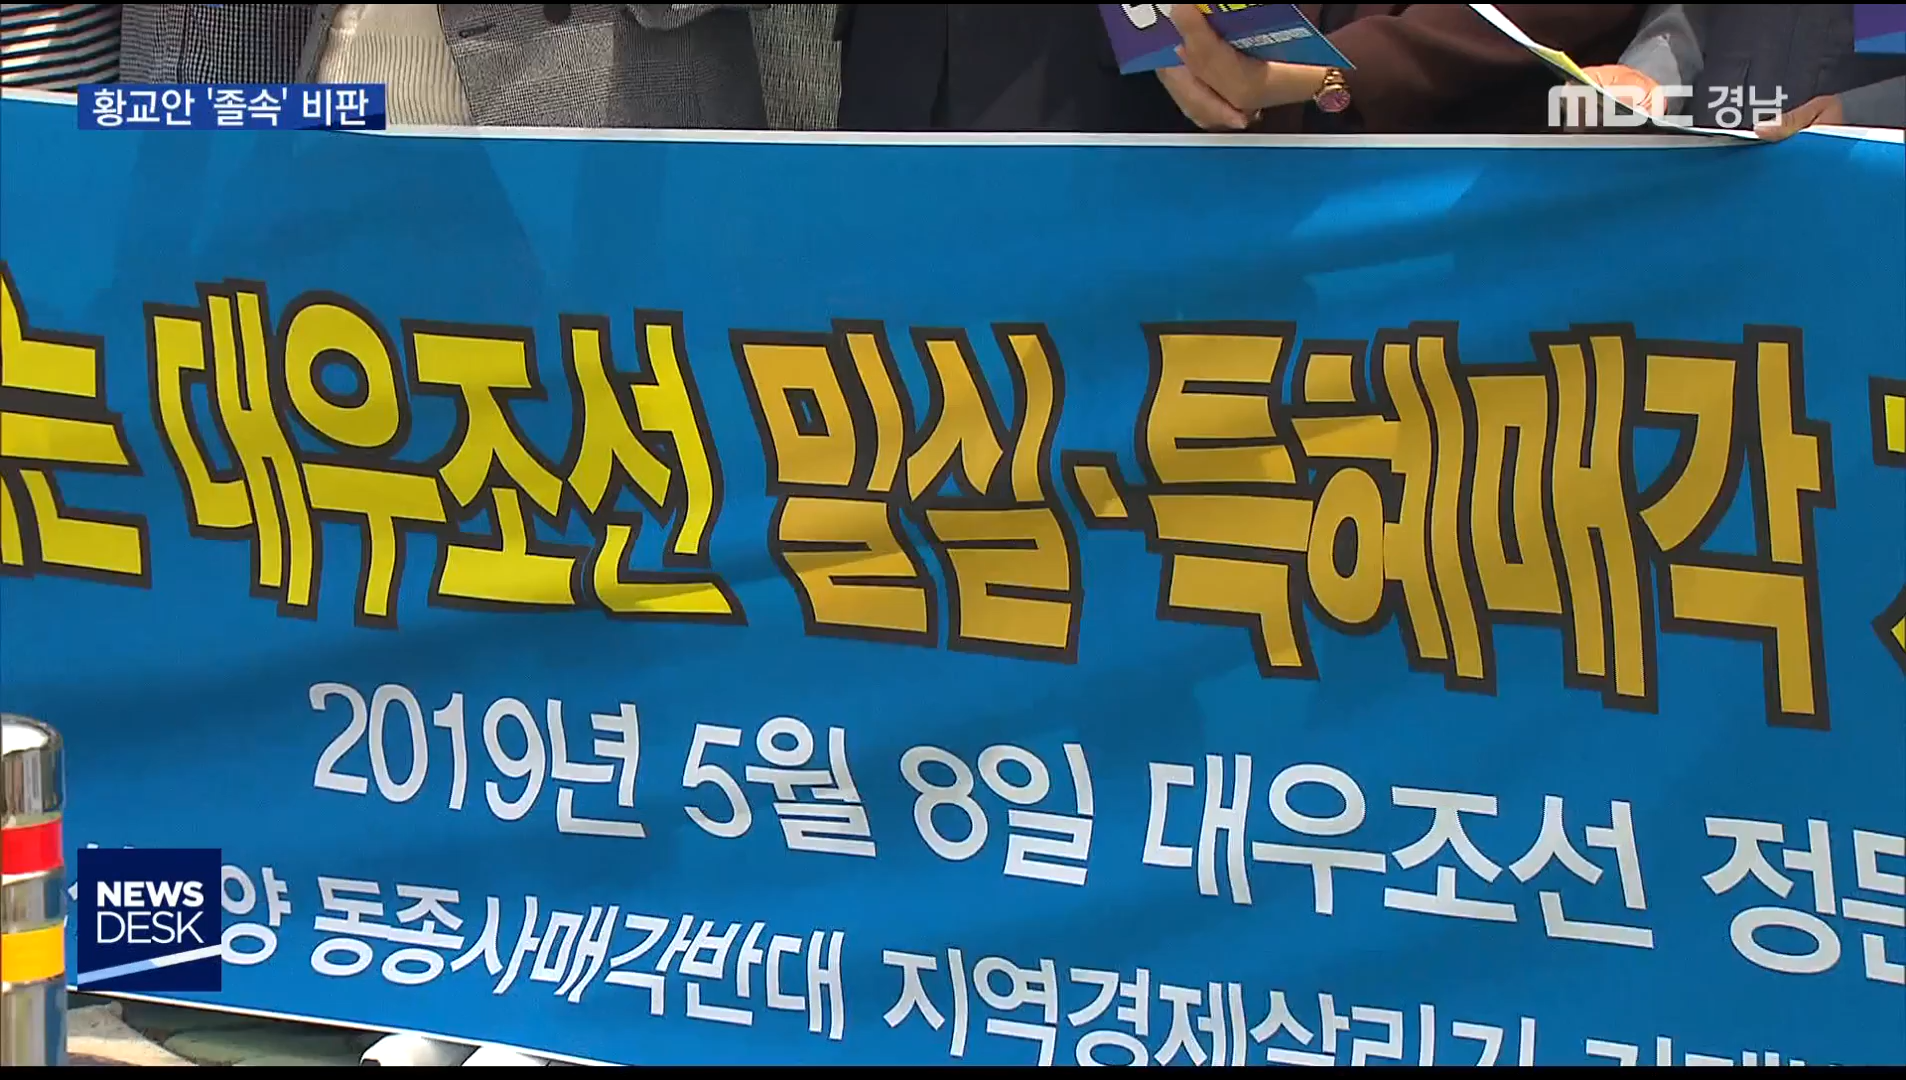 황교안 '졸속' 비판
MBC 경남
는 대우조선 밀실·특혜매각
2019년 5월 8일 대우조선
NEWS
DESK
동종사매각반대 지역경제살리기